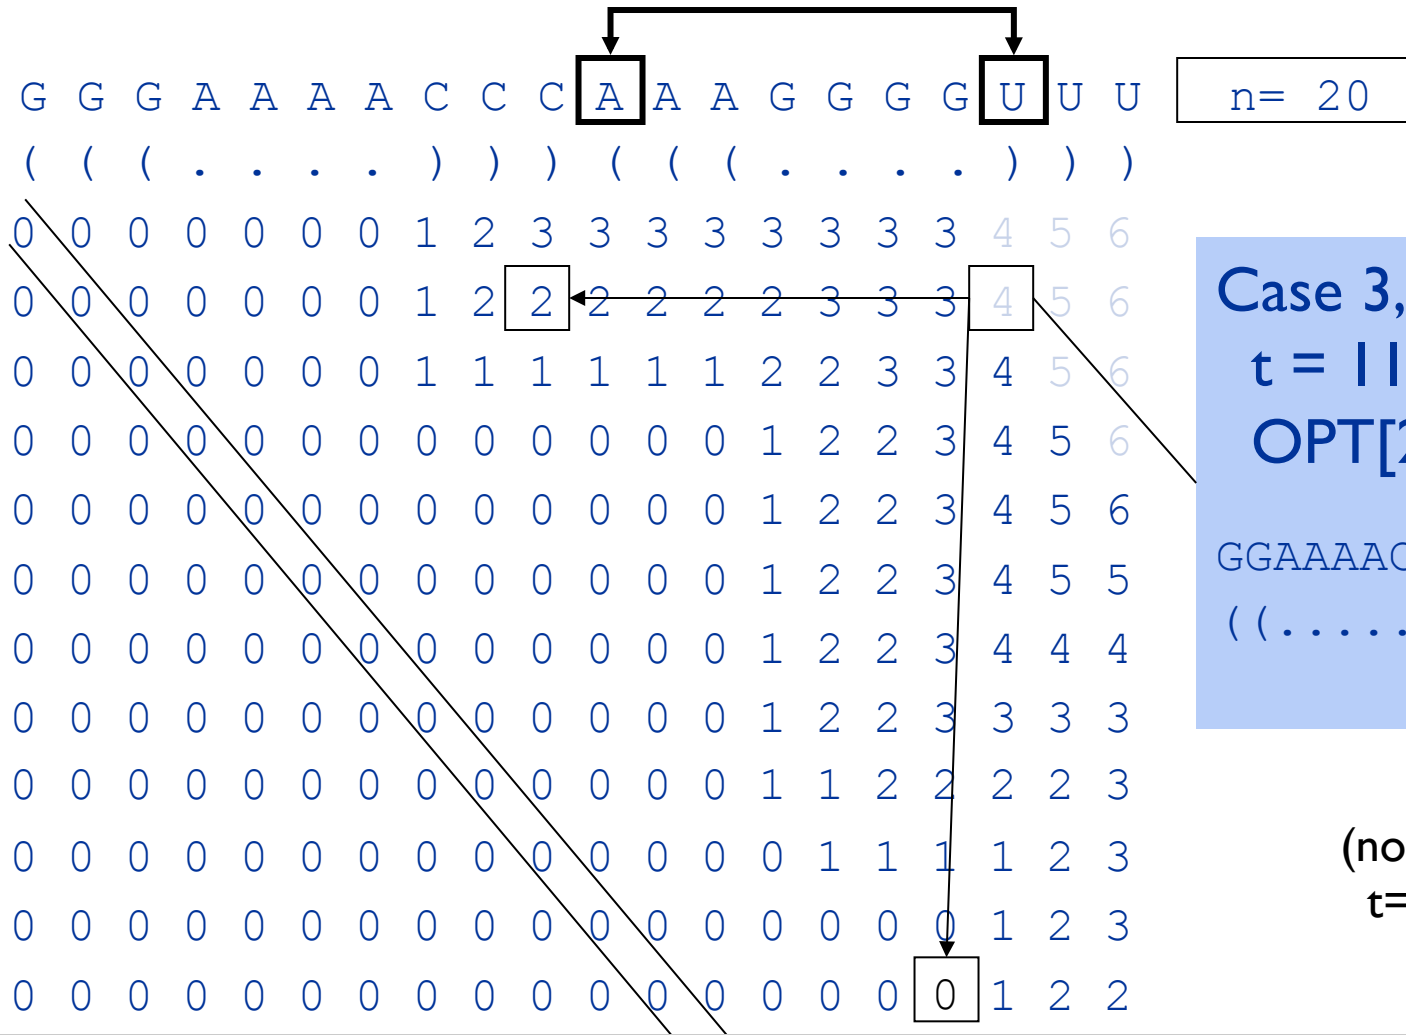 G G G A A A A C C C A A A G G G G U U U n= 20
( ( ( . . . . ) ) ) ( ( ( . . . . ) ) )
0 0 0 0 0 0 0 1 2 3 3 3 3 3 3 3 3 4 5 6
0 0 0 0 0 0 0 1 2 2 2 2 2 2 3 3 3 4 5 6
0 0 0 0 0 0 0 1 1 1 1 1 1 2 2 3 3 4 5 6
0 0 0 0 0 0 0 0 0 0 0 0 0 1 2 2 3 4 5 6
0 0 0 0 0 0 0 0 0 0 0 0 0 1 2 2 3 4 5 6
0 0 0 0 0 0 0 0 0 0 0 0 0 1 2 2 3 4 5 5
0 0 0 0 0 0 0 0 0 0 0 0 0 1 2 2 3 4 4 4
0 0 0 0 0 0 0 0 0 0 0 0 0 1 2 2 3 3 3 3
0 0 0 0 0 0 0 0 0 0 0 0 0 1 1 2 2 2 2 3
0 0 0 0 0 0 0 0 0 0 0 0 0 0 1 1 1 1 2 3
0 0 0 0 0 0 0 0 0 0 0 0 0 0 0 0 0 1 2 3
0 0 0 0 0 0 0 0 0 0 0 0 0 0 0 0 0 1 2 2
Case 3,
t = 11
OPT[2
GGAAAAC
((.....
(no
t=